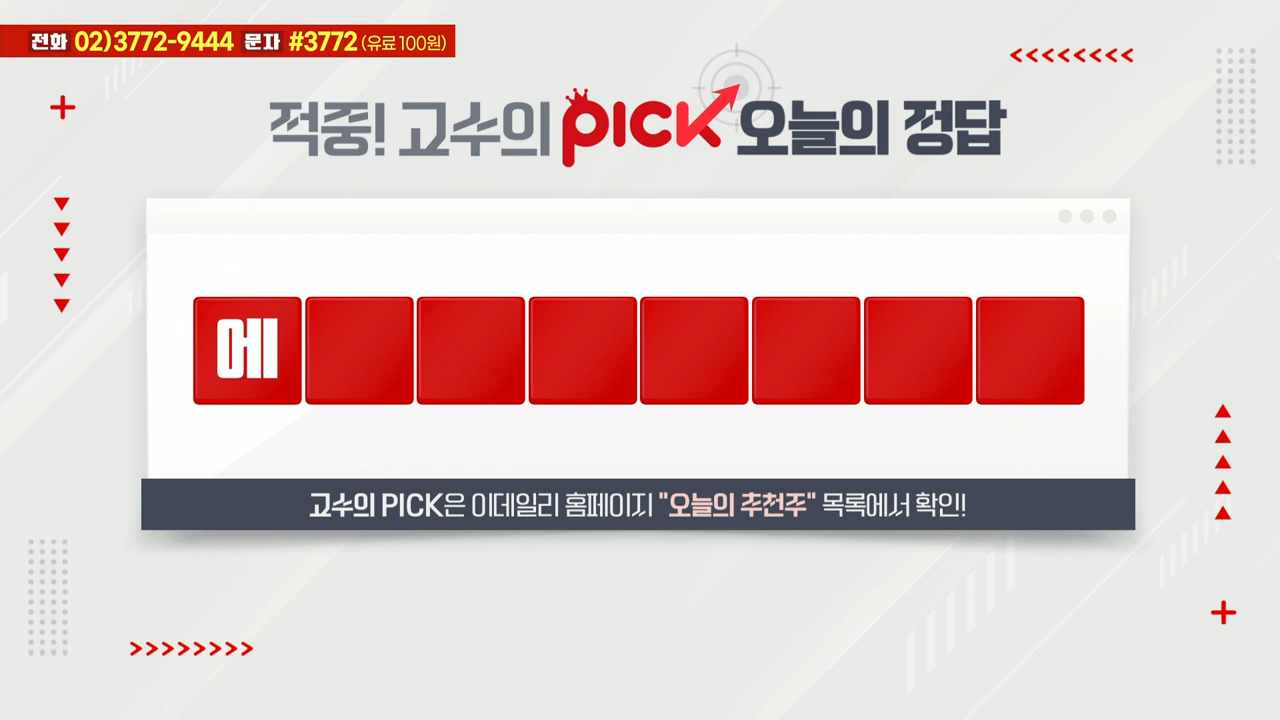 전화 02)3772-9444 문자 #3772 (유료 100원)
적중! 고수의 PICK 오늘의 정답
에
고수의 PICK은 이데일리 홈페이지 "오늘의 추천주" 목록에서 확인!